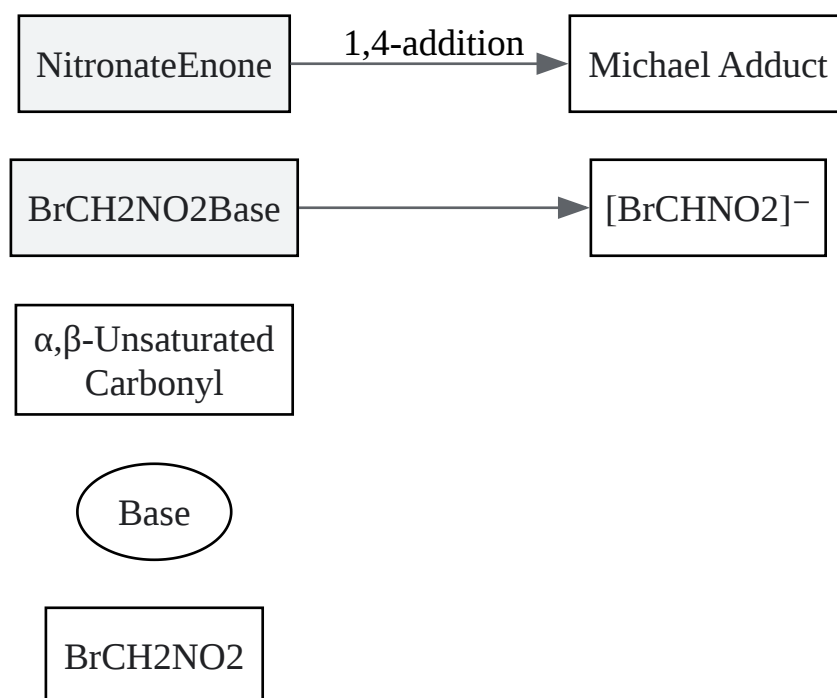 NitronateEnone
1,4-addition
Michael Adduct
BrCH2NO2Base
[BrCHNO2]⁻
α,β-Unsaturated
Carbonyl
Base
BrCH2NO2